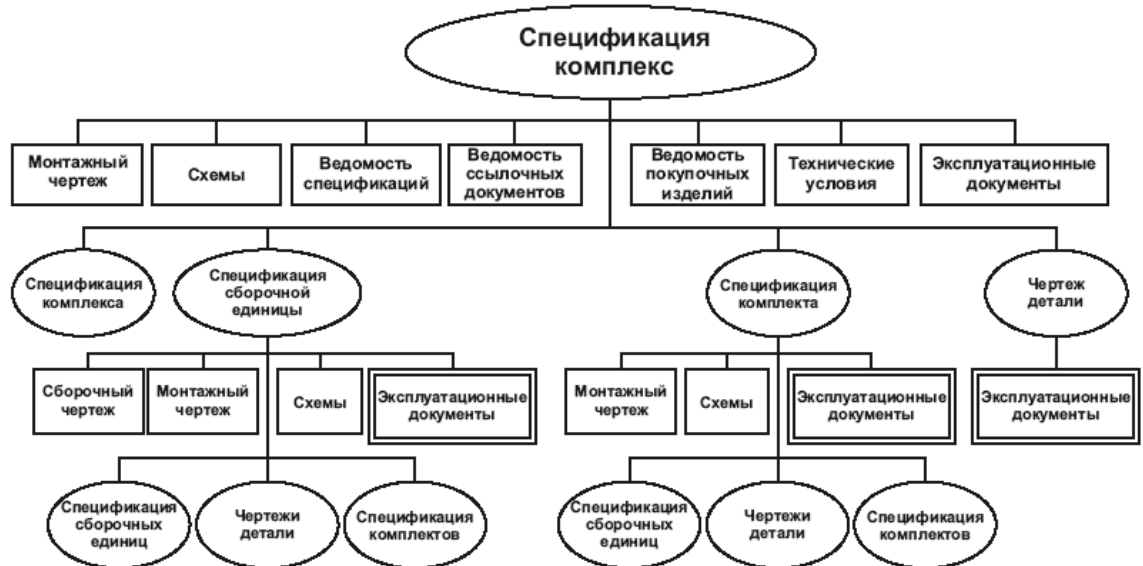 Спецификация
комплекс
Монтажный
чертеж
Схемы
Ведомость
спецификаций
Ведомость
ссылочных
документов
Ведомость
покупочных
изделий
Технические
условия
Эксплуатационные
документы
Спецификация
комплекса
Спецификация
сборочной
единицы
Спецификация
комплекта
Чертеж
детали
Сборочный
чертеж
Монтажный
чертеж
Схемы
Эксплуатационные
документы
Монтажный
чертеж
Схемы
Эксплуатационные
документы
Эксплуатационные
документы
Спецификация
сборочных
единиц
Чертежи
детали
Спецификация
комплектов
Спецификация
сборочных
единиц
Чертежи
детали
Спецификация
комплектов